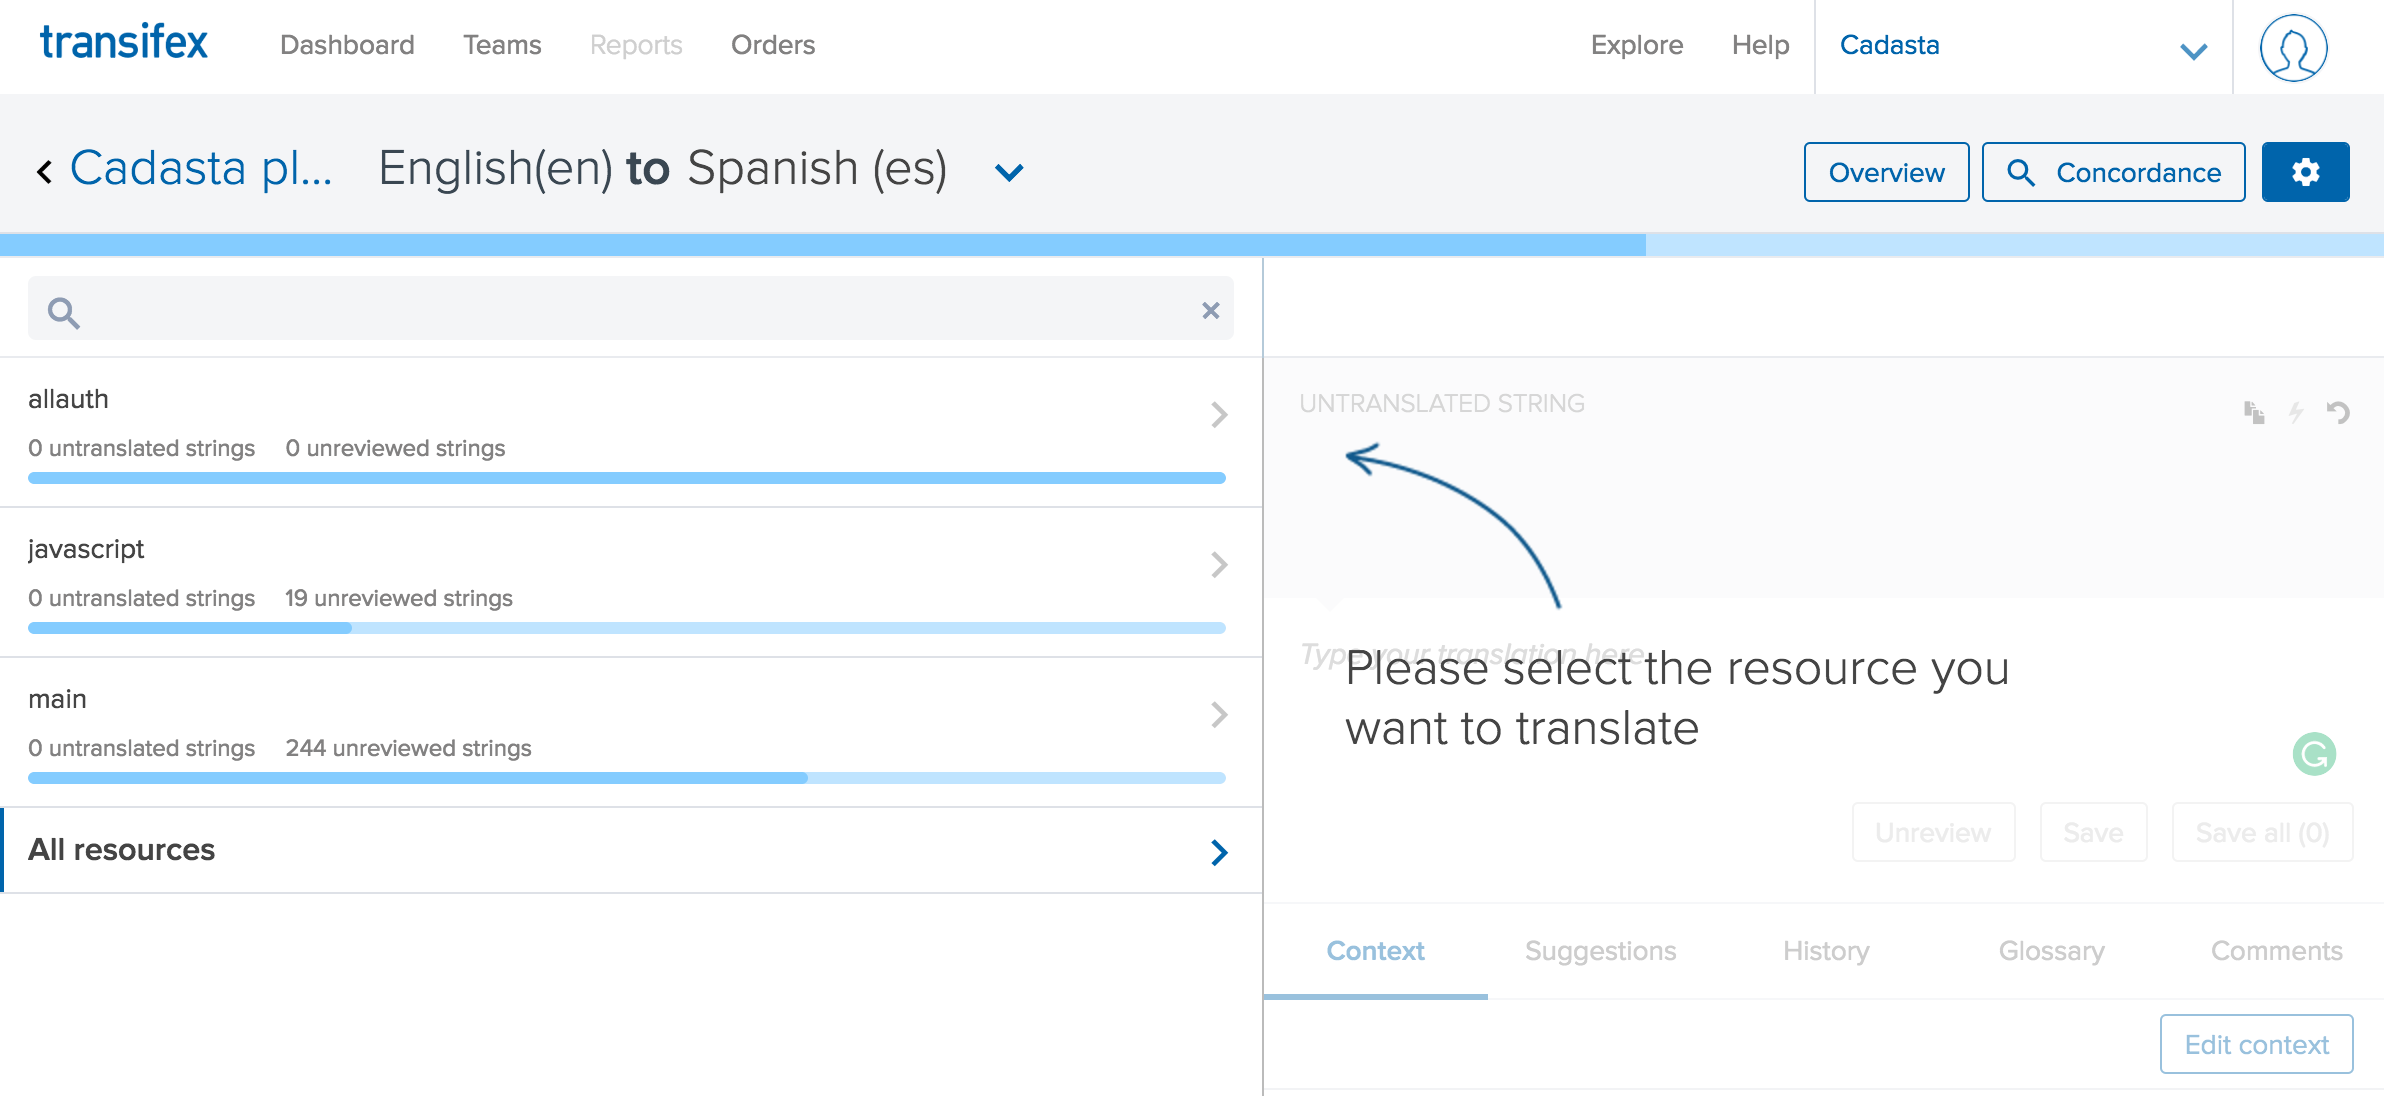 transifex Dashboard Teams Reports Orders Explore Help Cadasta
Cadasta pl... English(en) to Spanish (es) Overview Concordance
allauth
0 untranslated strings 0 unreviewed strings
javascript
0 untranslated strings 19 unreviewed strings
main
0 untranslated strings 244 unreviewed strings
All resources
UNTRANSLATED STRING
Type your translation here
Please select the resource you
want to translate
Unreview Save Save all (0)
Context Suggestions History Glossary Comments
Edit context